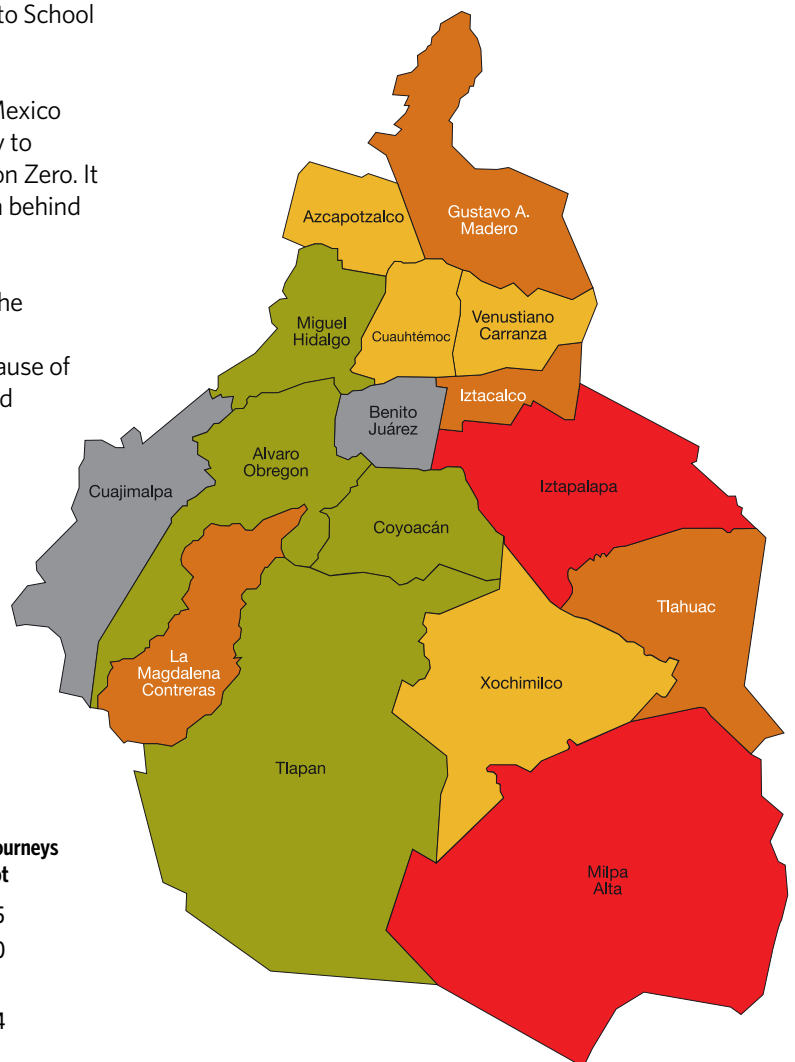 to School
Mexico
y to
on Zero. It
n behind
he
ause of
d
ourneys
ot
5
0
4
Azcapotzalco
Gustavo A.
Madero
Miguel
Hidalgo
Cuauhtémoc
Venustiano
Carranza
Iztacalco
Benito
Juárez
Cuajimalpa
Alvaro
Obregon
Iztapalapa
Coyoacán
Tlahuac
La
Magdalena
Contreras
Xochimilco
Tlapan
Milpa
Alta